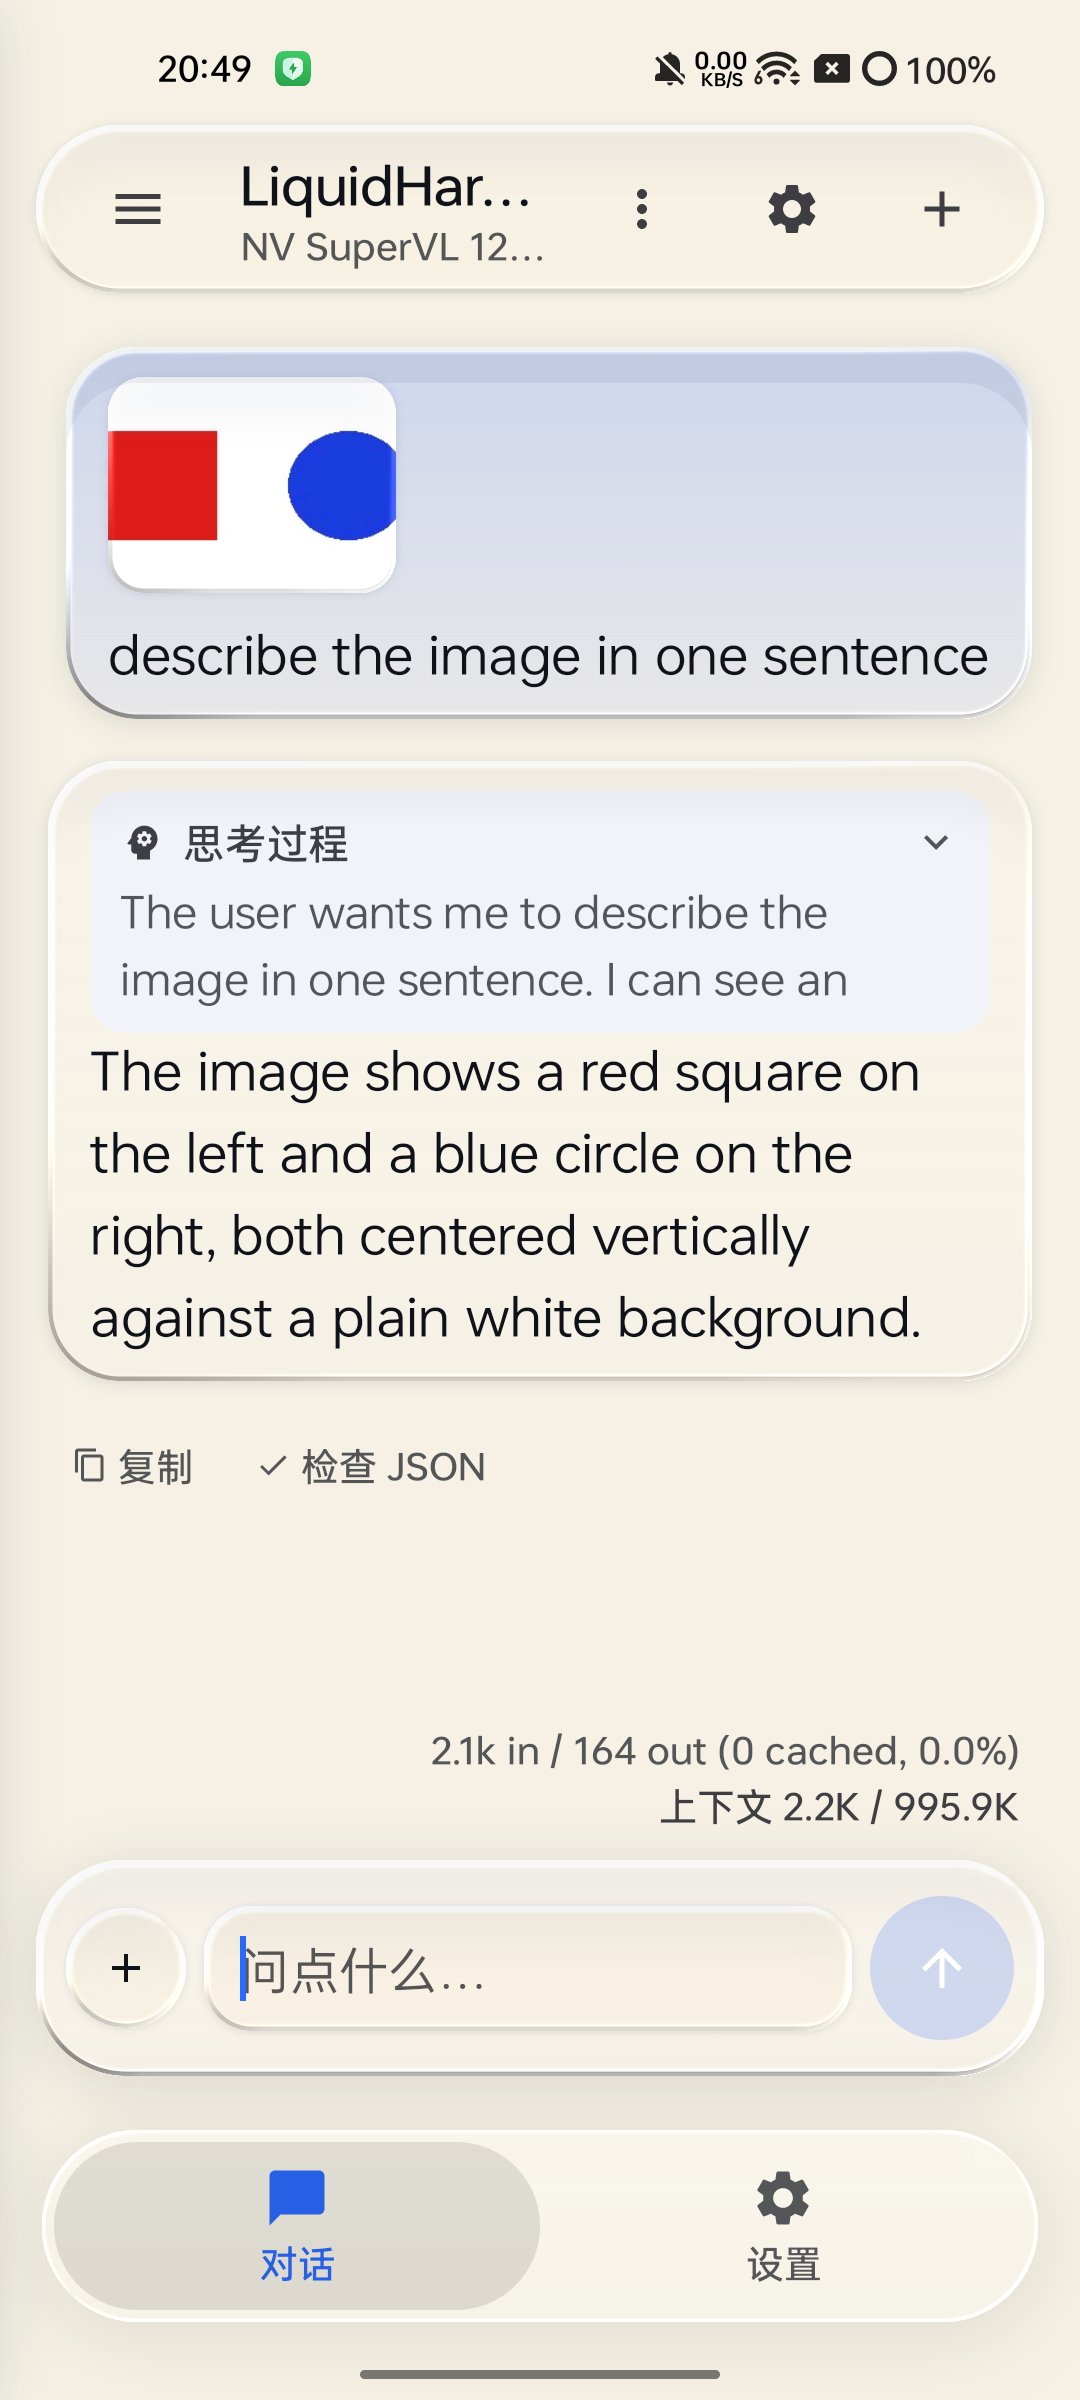 20:49
0.00
KB/S
6
100%
LiquidHar...
NV SuperVL 12...
describe the image in one sentence
思考过程
The user wants me to describe the
image in one sentence. I can see an
The image shows a red square on
the left and a blue circle on the
right, both centered vertically
against a plain white background.
复制
检查 JSON
2.1k in / 164 out (0 cached, 0.0%)
上下文 2.2K / 995.9K
问点什么...
对话
设置